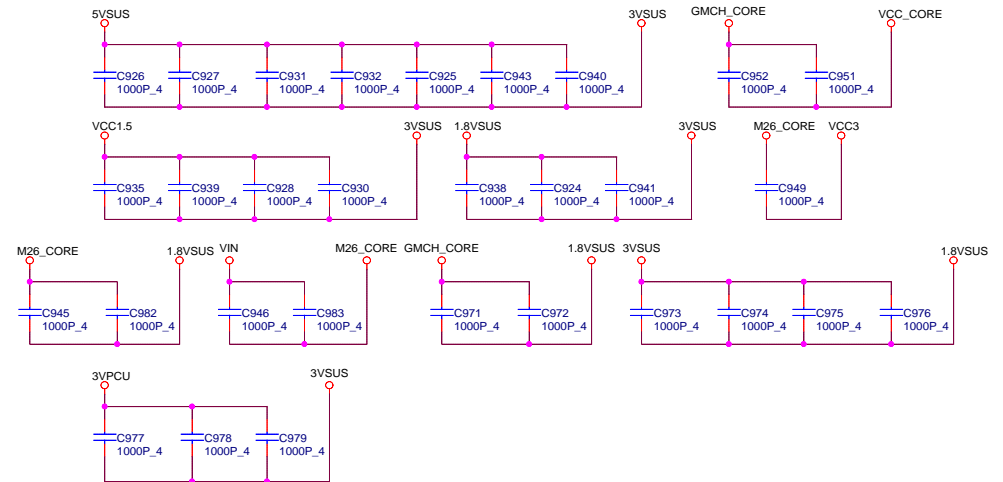 5VSUS 3VSUS GMCH_CORE VCC_CORE
C926 C927 C931 C932 C925 C943 C940 C952 C951
1000P_4 1000P_4 1000P_4 1000P_4 1000P_4 1000P_4 1000P_4 1000P_4 1000P_4
VCC1.5 3VSUS 1.8VSUS 3VSUS M26_CORE VCC3
C935 C939 C928 C930 C938 C924 C941 C949
1000P_4 1000P_4 1000P_4 1000P_4 1000P_4 1000P_4 1000P_4 1000P_4
M26_CORE 1.8VSUS VIN M26_CORE GMCH_CORE 1.8VSUS 3VSUS 1.8VSUS
C945 C982 C946 C983 C971 C972 C973 C974 C975 C976
1000P_4 1000P_4 1000P_4 1000P_4 1000P_4 1000P_4 1000P_4 1000P_4 1000P_4 1000P_4
3VPCU 3VSUS
C977 C978 C979
1000P_4 1000P_4 1000P_4